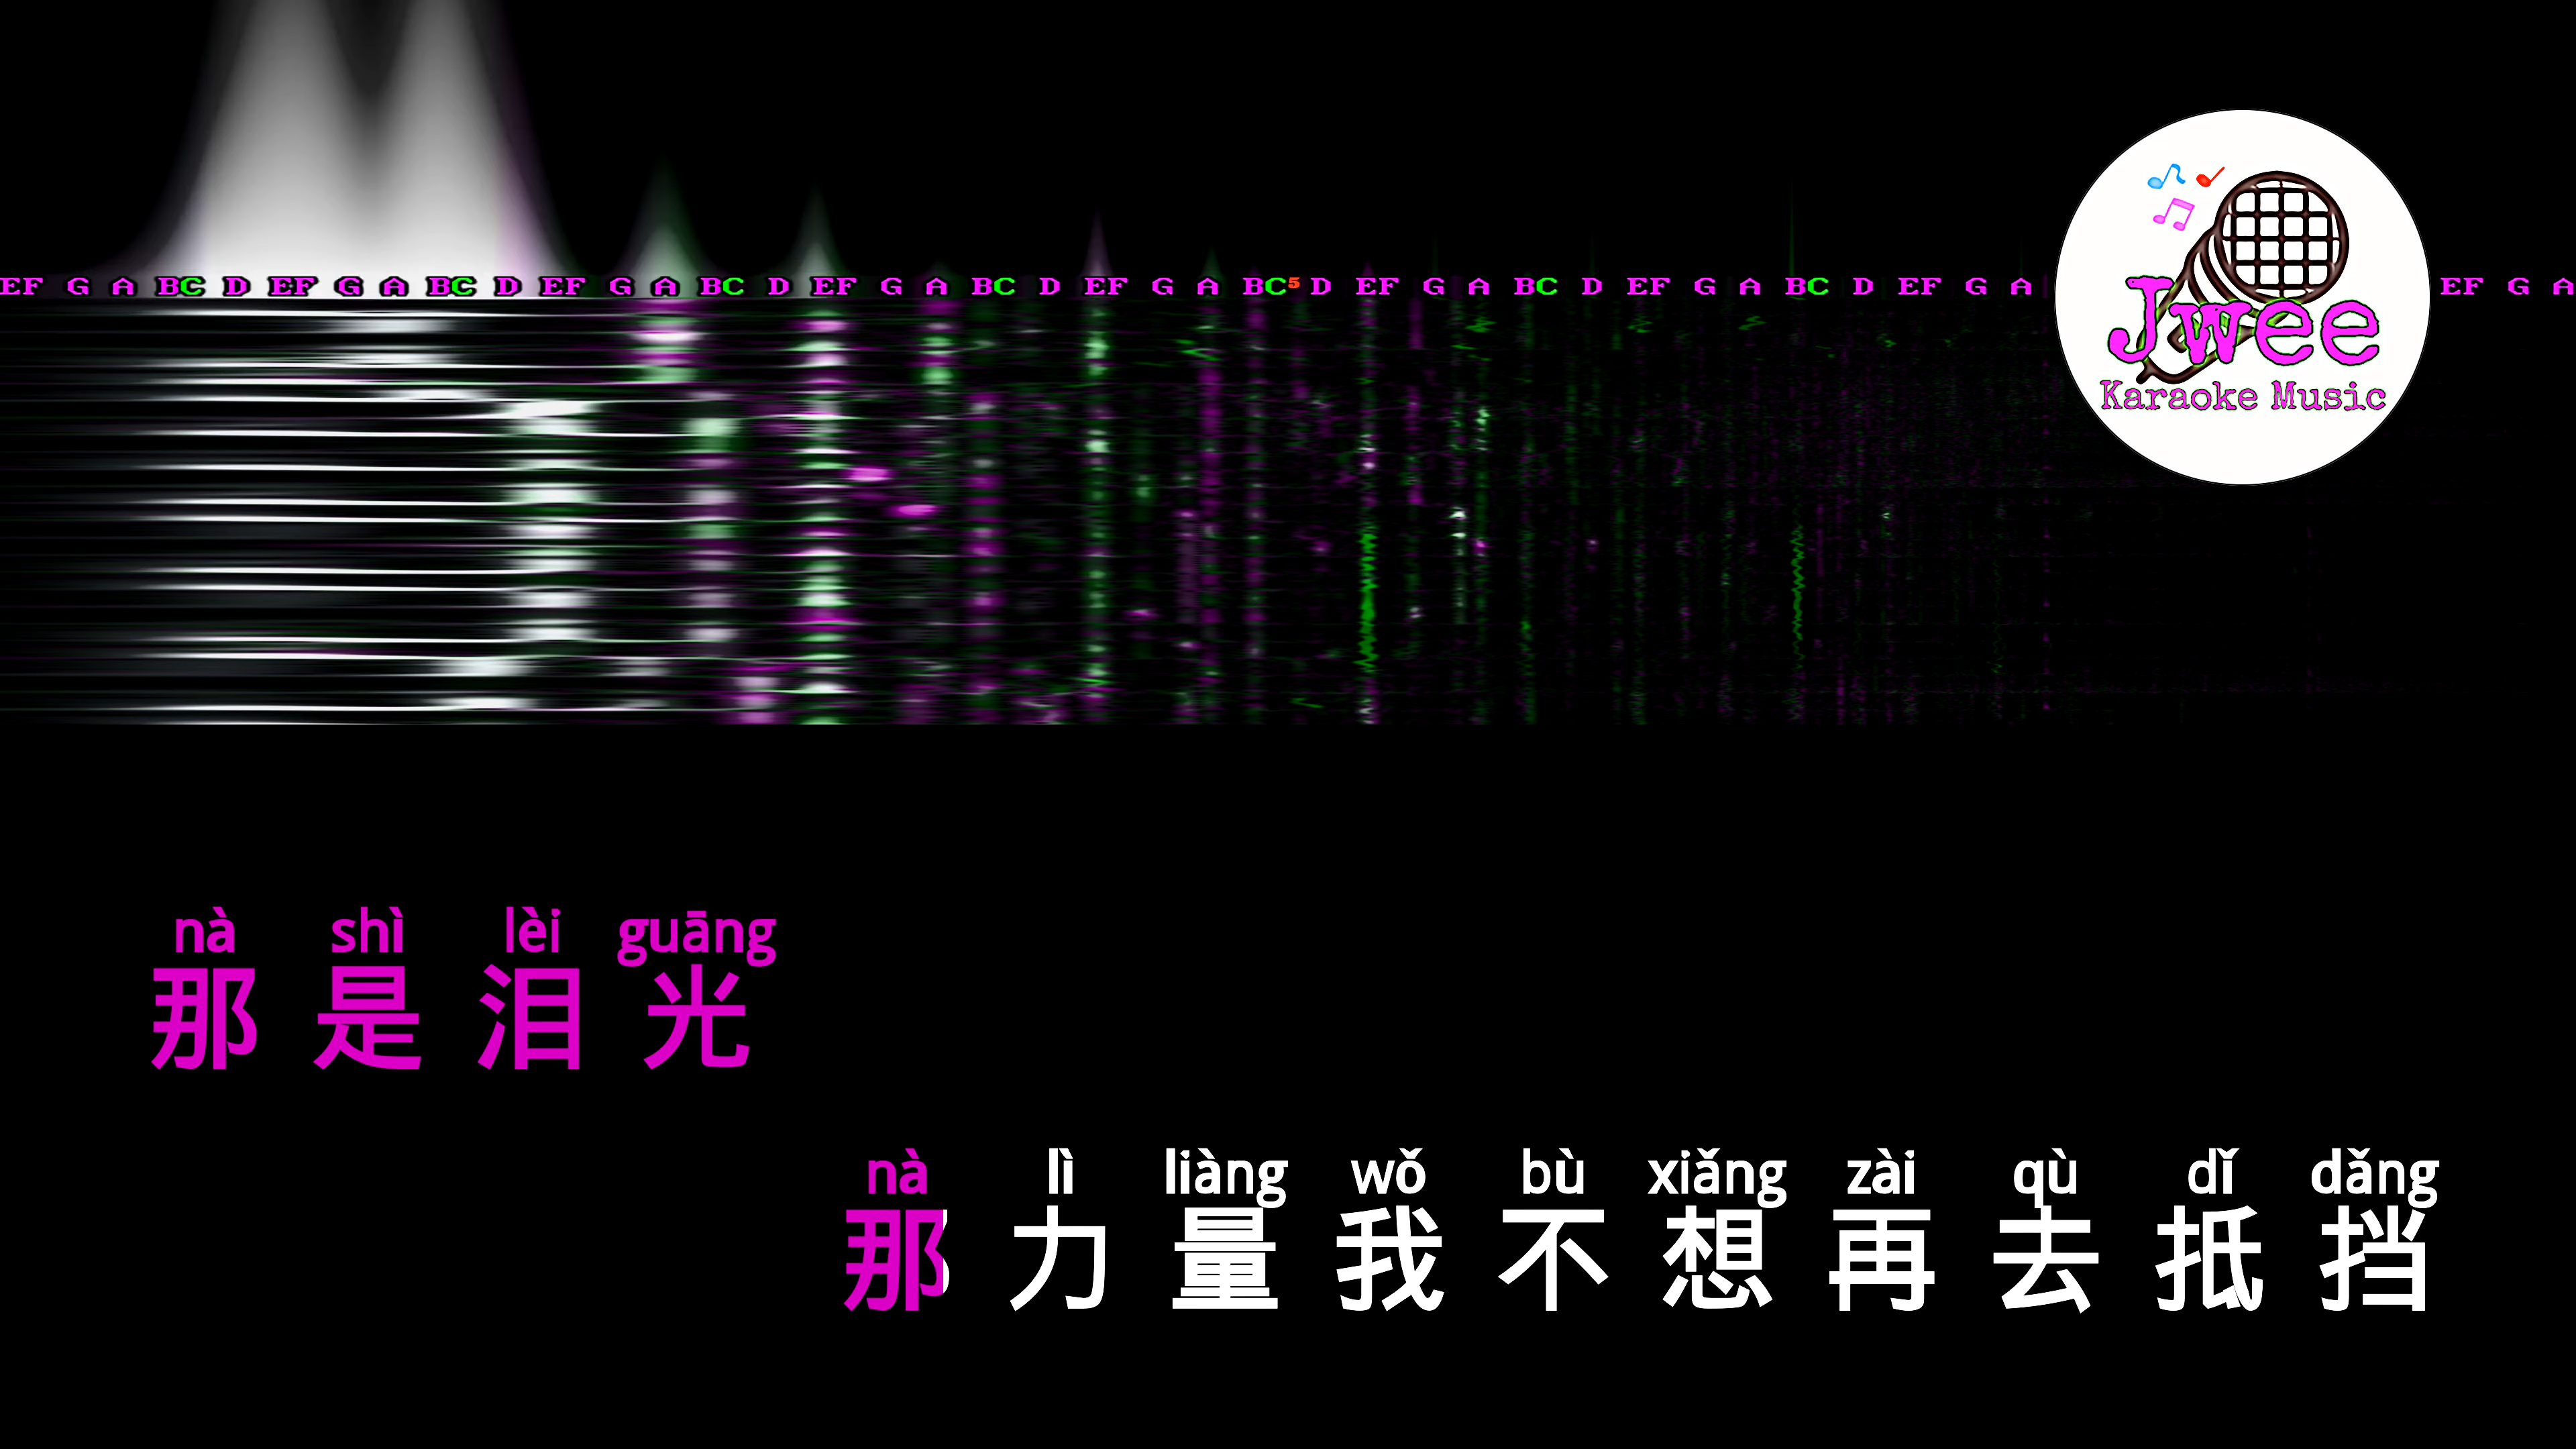 EF G A BC D EF G A BC D EF G A BC D EF G A BC D EF G A BC5 D EF G A BC D EF G A BC D EF G A EF G A
Jwee
Karaoke Music
nà shì lèi guāng
那 是 泪 光
nà lì liàng wǒ bù xiǎng zài qù dǐ dǎng
那 力 量 我 不 想 再 去 抵 挡